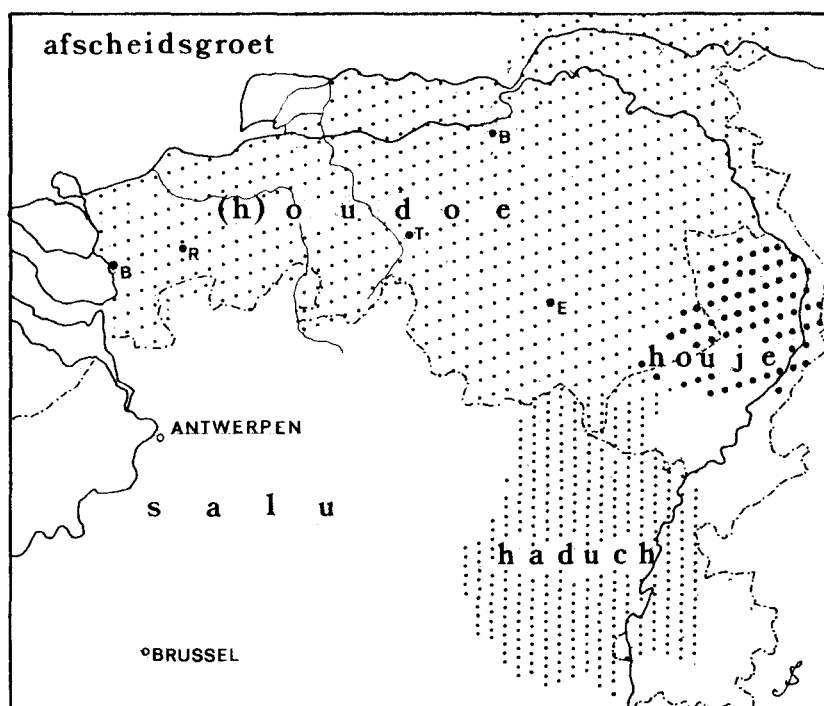 afscheidsgroet
B
(h)oudoe
T
R
B
E
houje
ANTWERPEN
salu
haduch
BRUSSEL